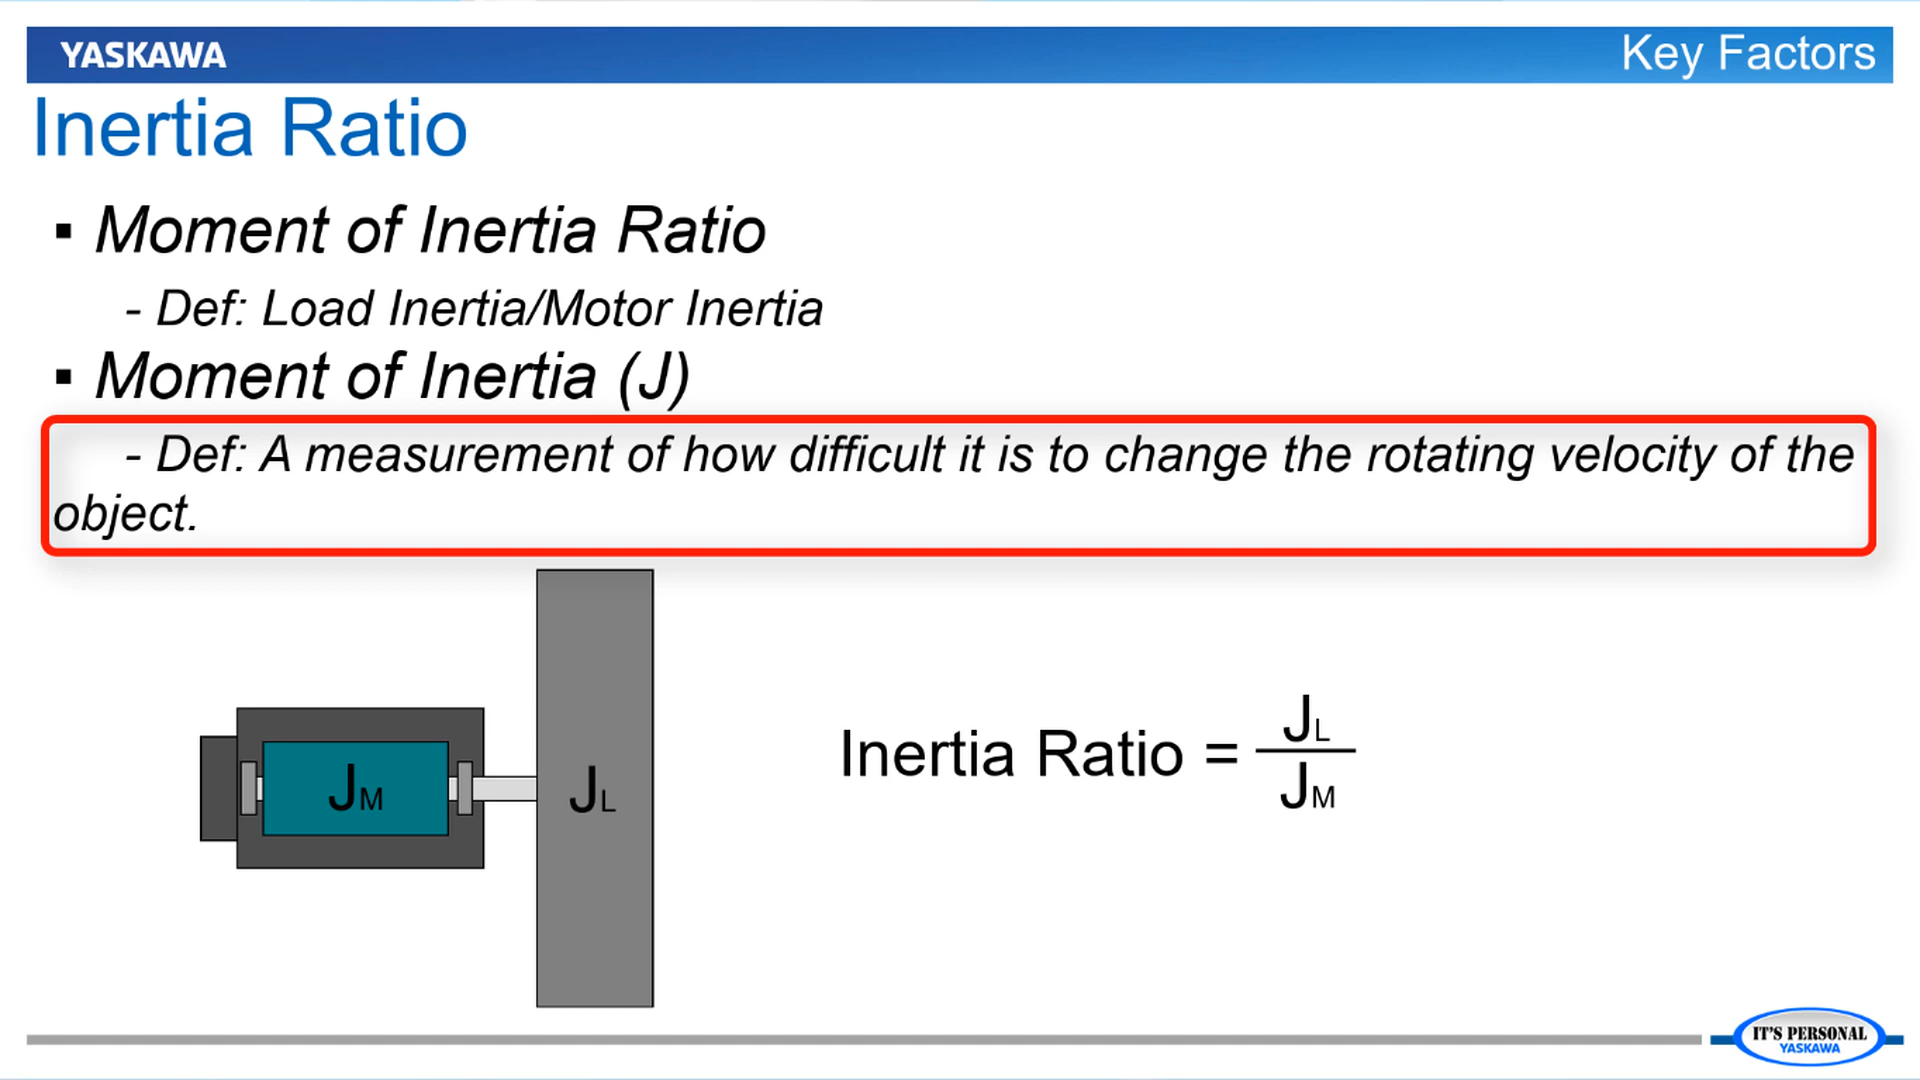 YASKAWA
Key Factors
Inertia Ratio
▪ Moment of Inertia Ratio
- Def: Load Inertia/Motor Inertia
▪ Moment of Inertia (J)
- Def: A measurement of how difficult it is to change the rotating velocity of the
object.
JM
JL
Inertia Ratio = JL
JM
IT'S PERSONAL
YASKAWA